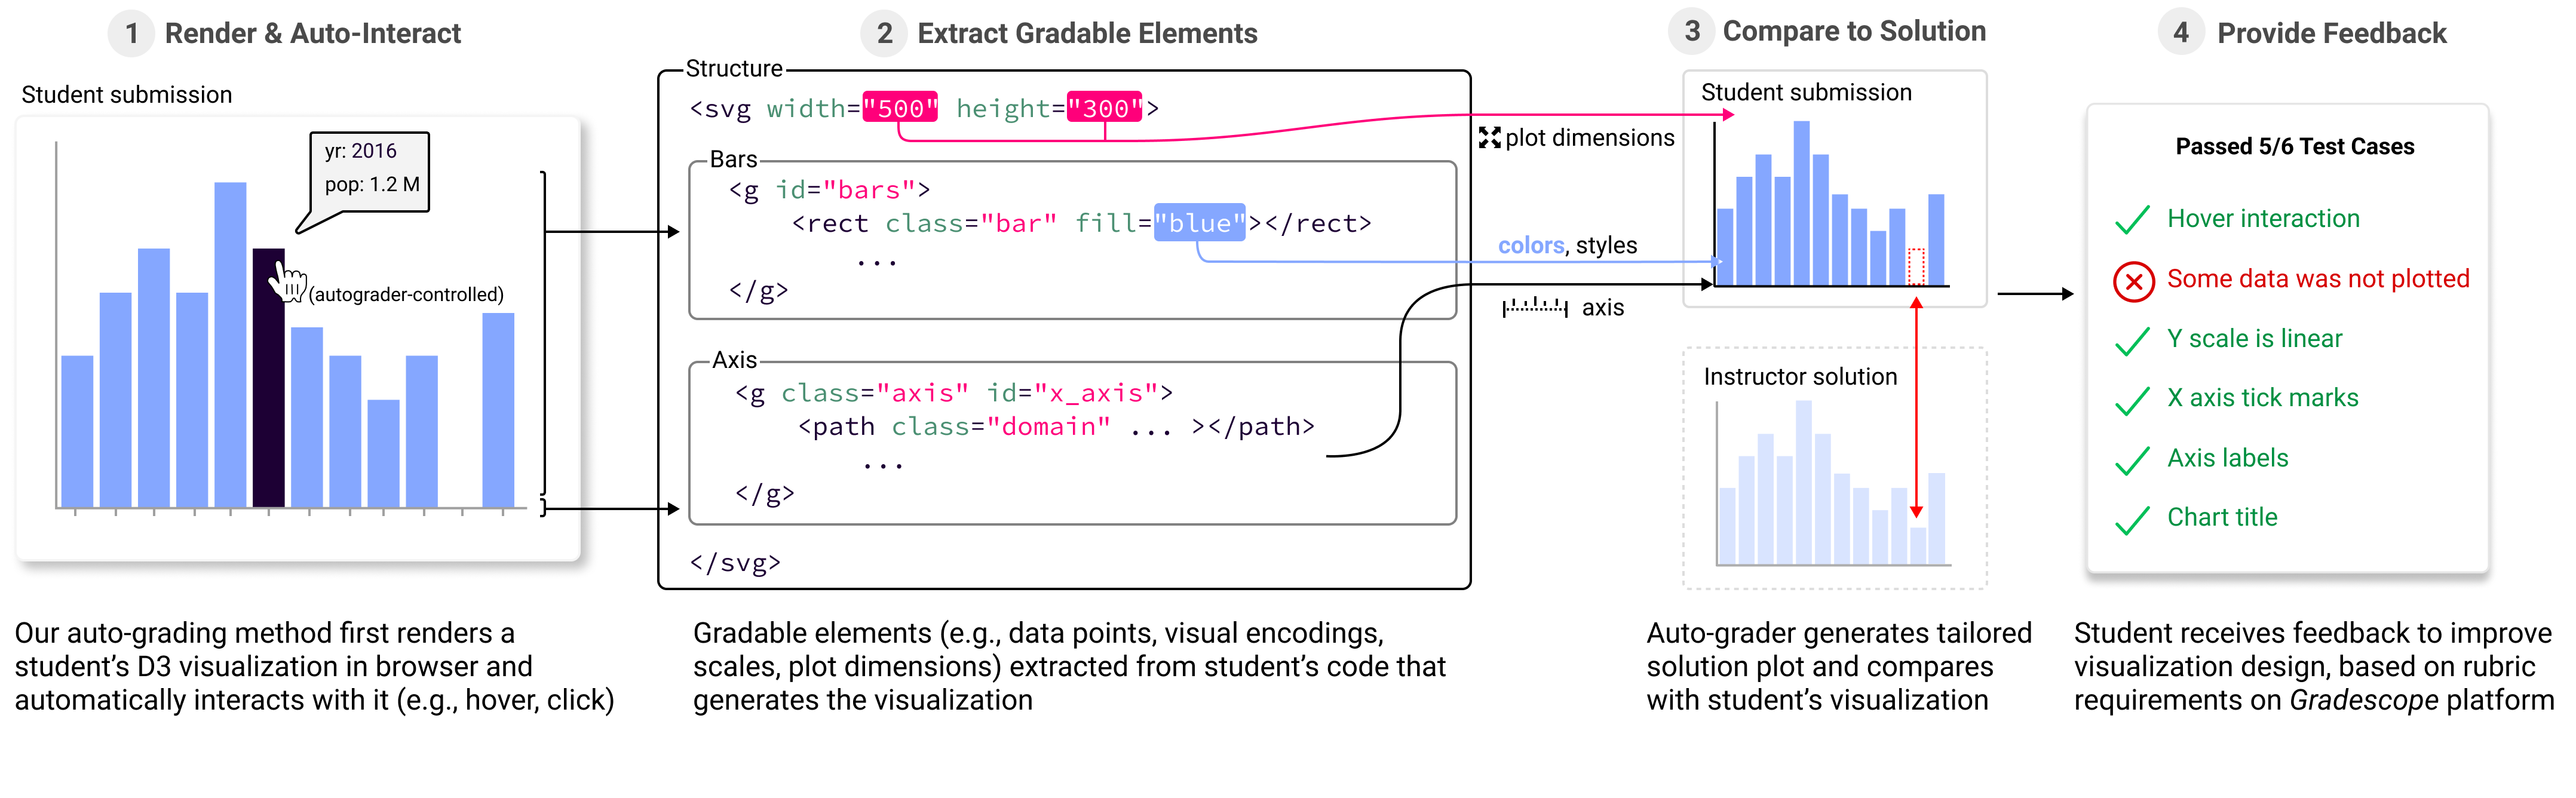 1 Render & Auto-Interact
Student submission
yr: 2016
pop: 1.2 M
(autograder-controlled)
Our auto-grading method first renders a
student’s D3 visualization in browser and
automatically interacts with it (e.g., hover, click)
2 Extract Gradable Elements
Structure
<svg width="500" height="300">
Bars
<g id="bars">
<rect class="bar" fill="blue"></rect>
...
</g>
Axis
<g class="axis" id="x_axis">
<path class="domain" ... ></path>
...
</g>
</svg>
Gradable elements (e.g., data points, visual encodings,
scales, plot dimensions) extracted from student’s code that
generates the visualization
plot dimensions
colors, styles
axis
3 Compare to Solution
Student submission
Instructor solution
Auto-grader generates tailored
solution plot and compares
with student’s visualization
4 Provide Feedback
Passed 5/6 Test Cases
Hover interaction
Some data was not plotted
Y scale is linear
X axis tick marks
Axis labels
Chart title
Student receives feedback to improve
visualization design, based on rubric
requirements on Gradescope platform